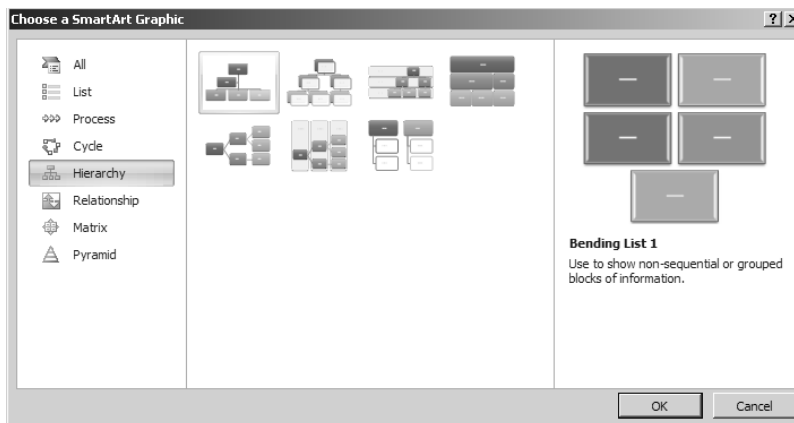 Choose a SmartArt Graphic
All
List
Process
Cycle
Hierarchy
Relationship
Matrix
Pyramid
Bending List 1
Use to show non-sequential or grouped
blocks of information.
OK
Cancel